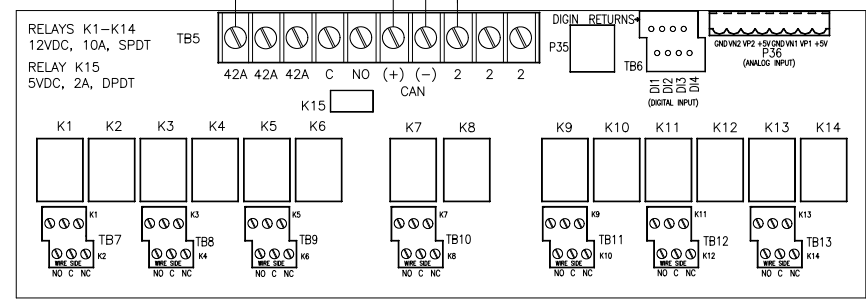 RELAYS K1-K14
12VDC, 10A, SPDT
RELAY K15
5VDC, 2A, DPDT
TB5
42A 42A 42A C NO (+) (-) 2 2 2
CAN
K15
DIGIN RETURNS*
P35
TB6
DI1 DI2 DI3 DI4
(DIGITAL INPUT)
GND VN2 VP2 +5V GND VN1 VP1 +5V
P36
(ANALOG INPUT)
K1 K2 K3 K4 K5 K6 K7 K8 K9 K10 K11 K12 K13 K14
K1
TB7
K2
WIRE SIDE
NO C NC
K3
TB8
K4
WIRE SIDE
NO C NC
K5
TB9
K6
WIRE SIDE
NO C NC
K7
TB10
K8
WIRE SIDE
NO C NC
K9
TB11
K10
WIRE SIDE
NO C NC
K11
TB12
K12
WIRE SIDE
NO C NC
K13
TB13
K14
WIRE SIDE
NO C NC